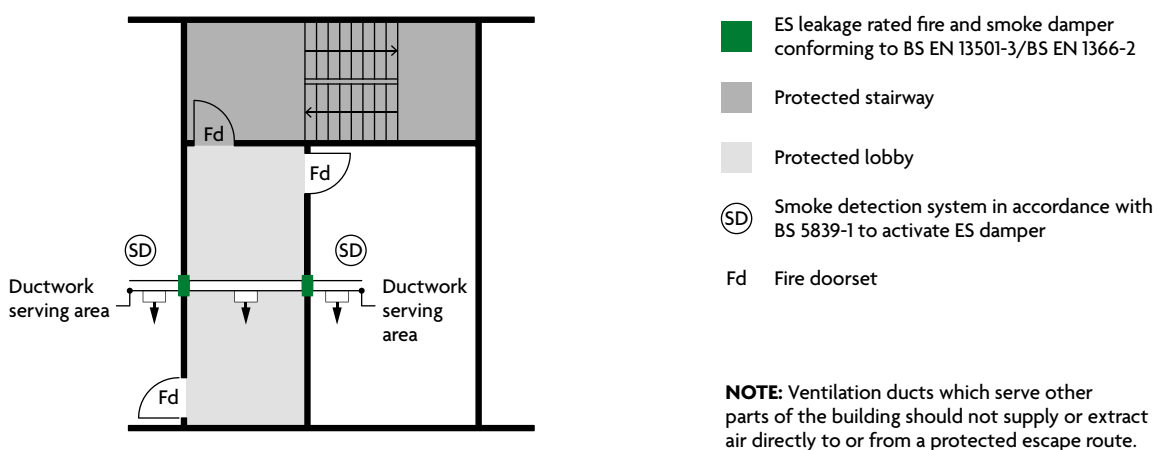 Fd
Fd
SD
SD
Ductwork
serving area
Ductwork
serving
area
Fd
ES leakage rated fire and smoke damper
conforming to BS EN 13501-3/BS EN 1366-2
Protected stairway
Protected lobby
SD
Smoke detection system in accordance with
BS 5839-1 to activate ES damper
Fd Fire doorset
NOTE: Ventilation ducts which serve other
parts of the building should not supply or extract
air directly to or from a protected escape route.